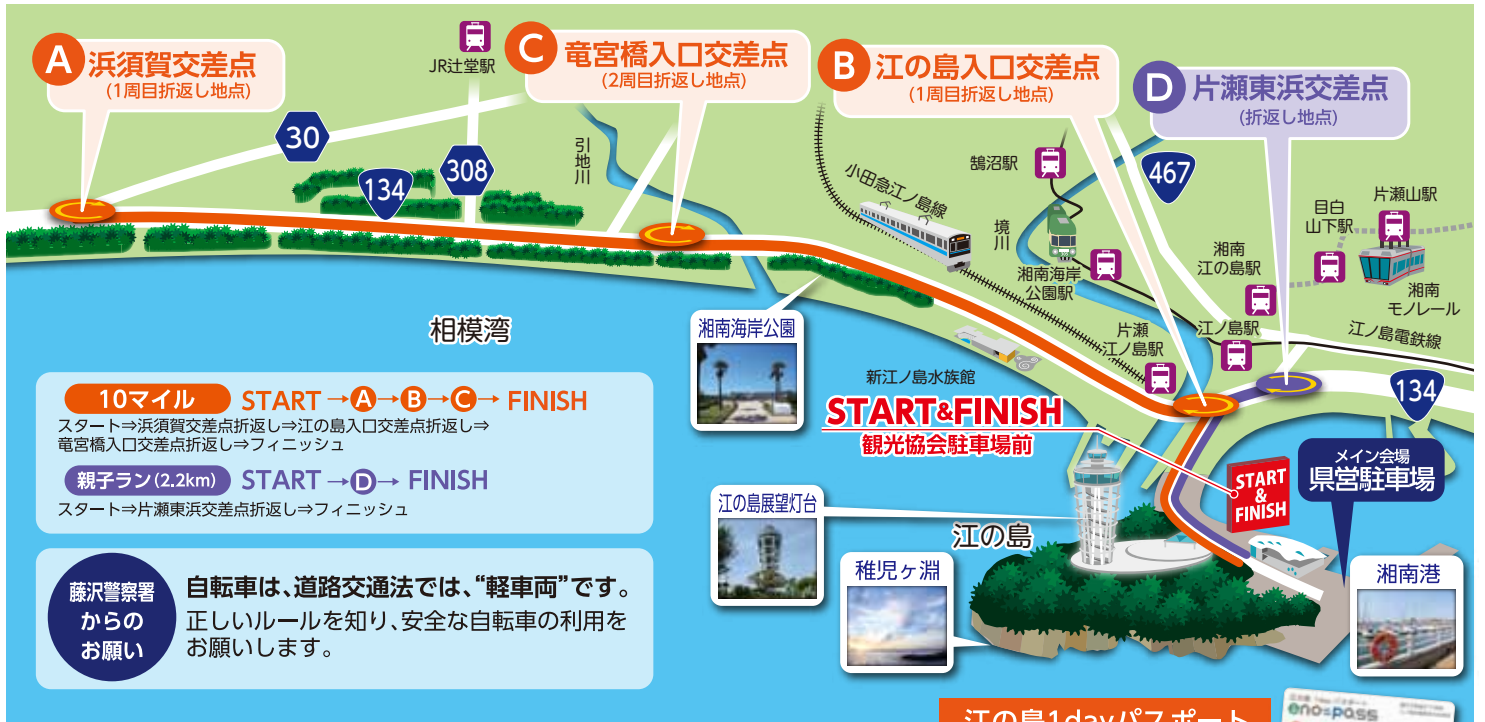 A 浜須賀交差点
(1周目折返し地点)
JR辻堂駅
C 竜宮橋入口交差点
(2周目折返し地点)
B 江の島入口交差点
(1周目折返し地点)
D 片瀬東浜交差点
(折返し地点)
30
134
308
引地川
小田急江ノ島線
鵠沼駅
境川
467
目白
山下駅
片瀬山駅
湘南海岸
公園駅
湘南
江の島駅
湘南
モノレール
片瀬
江ノ島駅
江ノ島駅
江ノ島電鉄線
134
相模湾
湘南海岸公園
新江ノ島水族館
START&FINISH
観光協会駐車場前
START
&
FINISH
メイン会場
県営駐車場
10マイル START→A→B→C→FINISH
スタート⇒浜須賀交差点折返し⇒江の島入口交差点折返し⇒
竜宮橋入口交差点折返し⇒フィニッシュ
親子ラン(2.2km) START→D→FINISH
スタート⇒片瀬東浜交差点折返し⇒フィニッシュ
江の島展望灯台
江の島
稚児ヶ淵
湘南港
藤沢警察署
からの
お願い
自転車は、道路交通法では、“軽車両”です。
正しいルールを知り、安全な自転車の利用を
お願いします。
江の島1dayパスポート
eno=pass